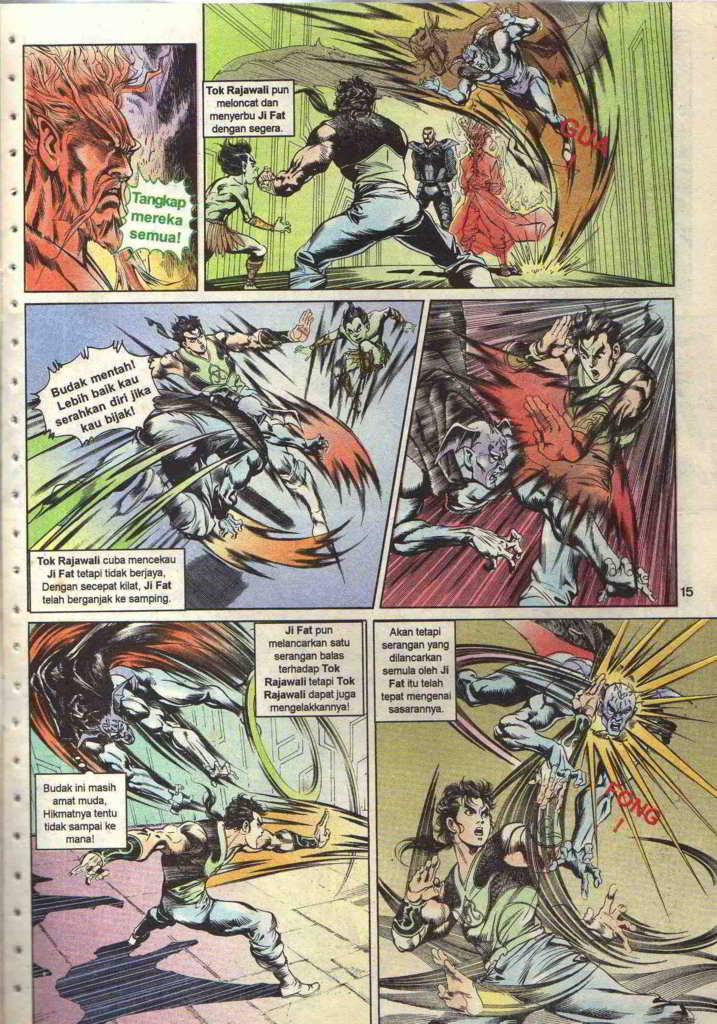 Tangkap
mereka
semua!
Tok Rajawali pun
meloncat dan
menyerbu Ji Fat
dengan segera.
GUA
Budak mentah!
Lebih baik kau
serahkan diri jika
kau bijak!
Tok Rajawali cuba mencekau
Ji Fat tetapi tidak berjaya,
Dengan secepat kilat, Ji Fat
telah berganjak ke samping.
15
Ji Fat pun
melancarkan satu
serangan balas
terhadap Tok
Rajawali tetapi Tok
Rajawali dapat juga
mengelakkannya!
Budak ini masih
amat muda,
Hikmatnya tentu
tidak sampai ke
mana!
Akan tetapi
serangan yang
dilancarkan
semula oleh Ji
Fat itu telah
tepat mengenai
sasarannya.
FONG
!